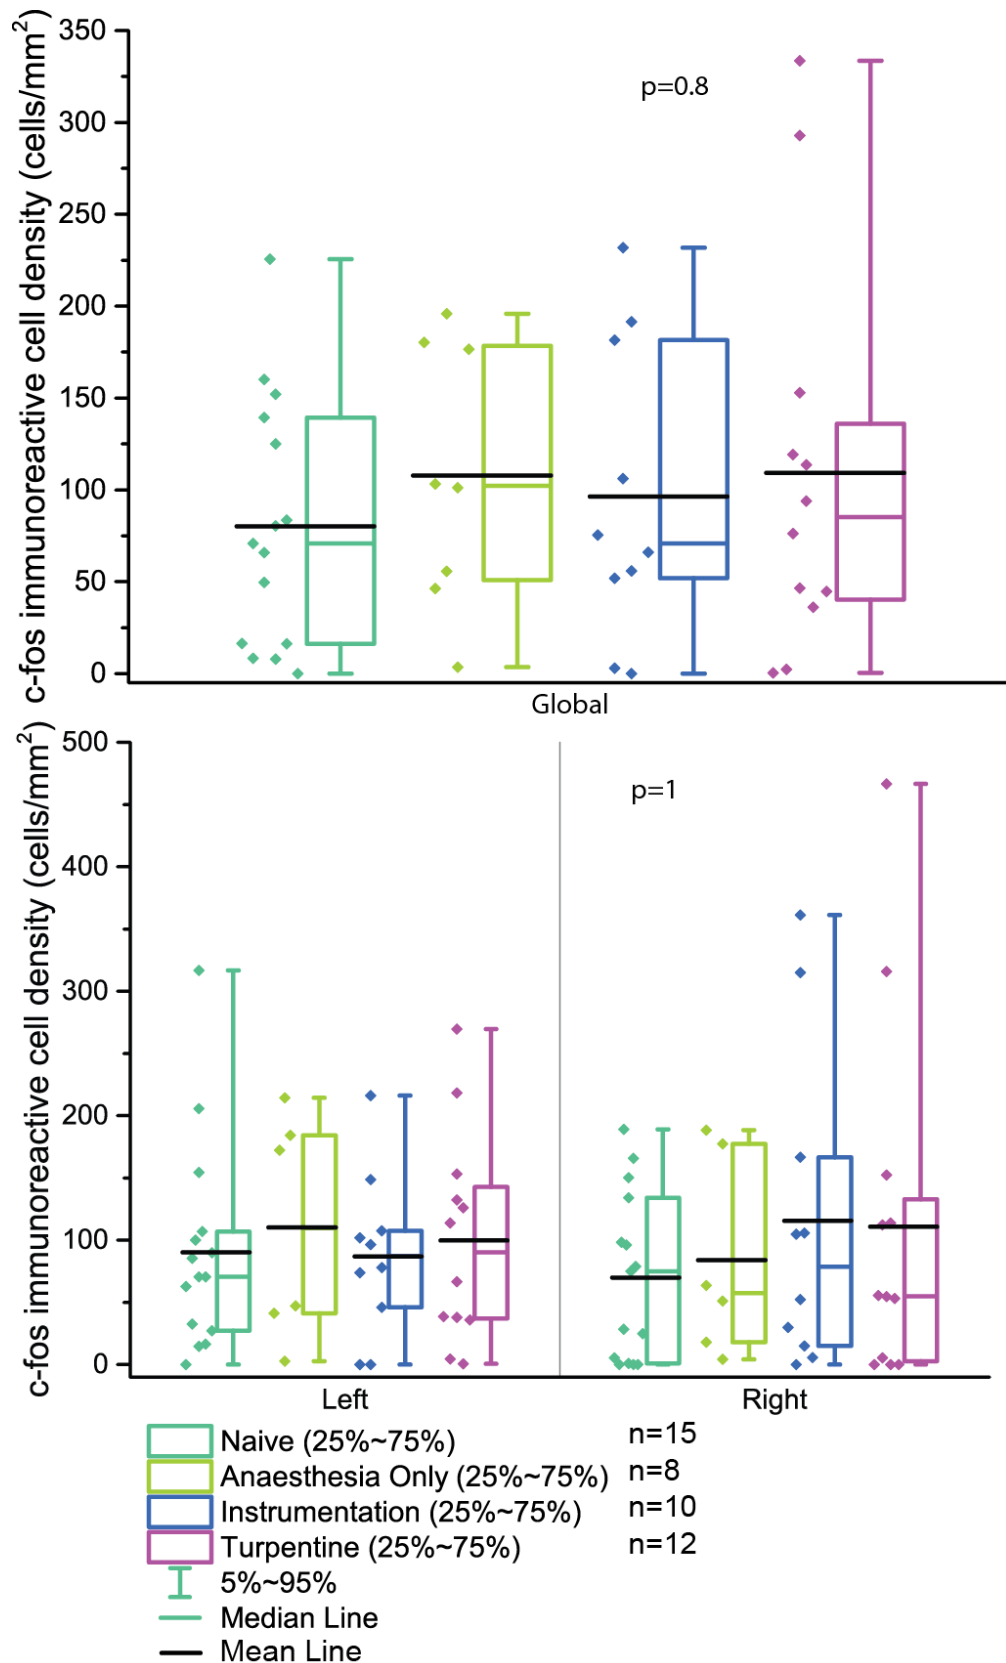 c-fos immunoreactive cell density (cells/mm²)
350
300
250
200
150
100
50
0
p=0.8
Global
c-fos immunoreactive cell density (cells/mm²)
500
400
300
200
100
0
p=1
Left Right
Naive (25%~75%) n=15
Anaesthesia Only (25%~75%) n=8
Instrumentation (25%~75%) n=10
Turpentine (25%~75%) n=12
5%~95%
Median Line
Mean Line